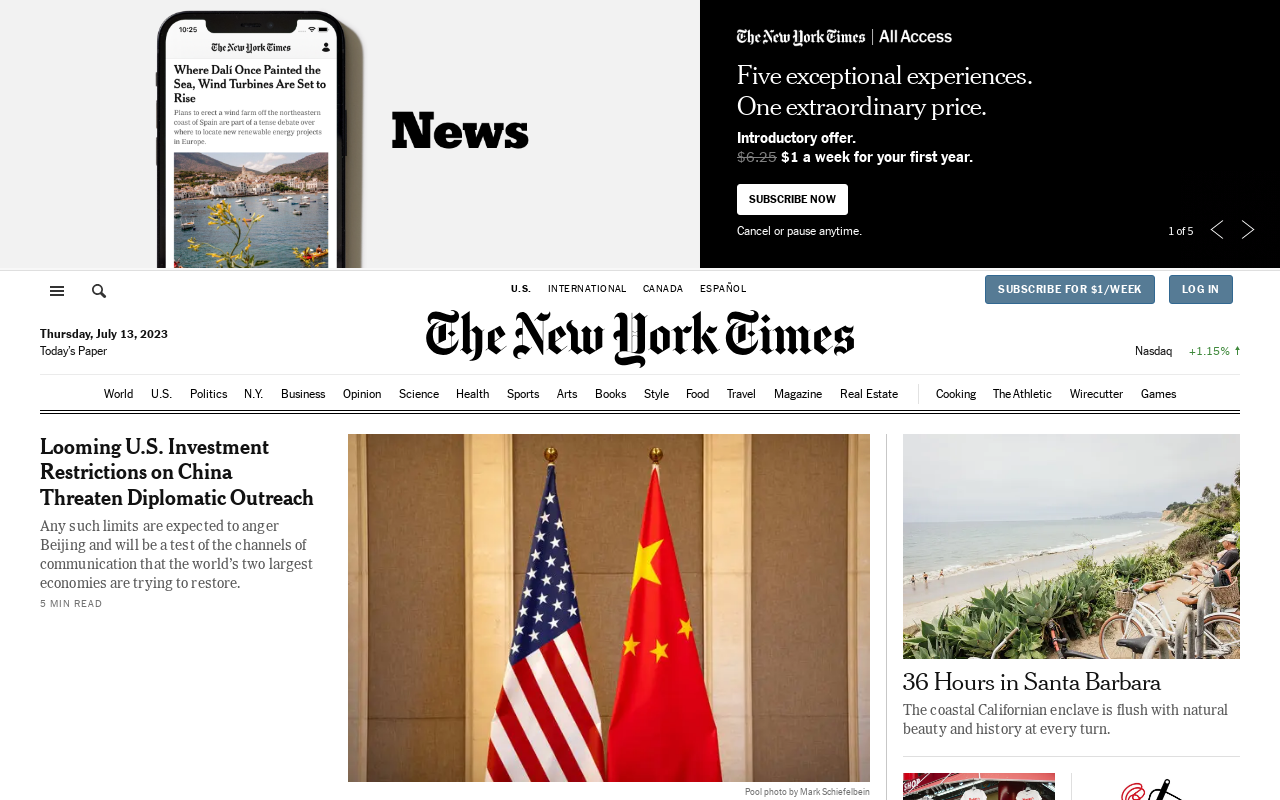 10:25
The New York Times
Where Dalí Once Painted the
Sea, Wind Turbines Are Set to
Rise
Plans to erect a wind farm off the northeastern
coast of Spain are part of a tense debate over
where to locate new renewable energy projects
in Europe.
News
The New York Times | All Access
Five exceptional experiences.
One extraordinary price.
Introductory offer.
$6.25 $1 a week for your first year.
SUBSCRIBE NOW
Cancel or pause anytime.
1 of 5
U.S. INTERNATIONAL CANADA ESPAÑOL
SUBSCRIBE FOR $1/WEEK
LOG IN
Thursday, July 13, 2023
Today's Paper
The New York Times
Nasdaq +1.15%
World U.S. Politics N.Y. Business Opinion Science Health Sports Arts Books Style Food Travel Magazine Real Estate Cooking The Athletic Wirecutter Games
Looming U.S. Investment
Restrictions on China
Threaten Diplomatic Outreach
Any such limits are expected to anger
Beijing and will be a test of the channels of
communication that the world's two largest
economies are trying to restore.
5 MIN READ
Pool photo by Mark Schiefelbein
36 Hours in Santa Barbara
The coastal Californian enclave is flush with natural
beauty and history at every turn.
SHOP